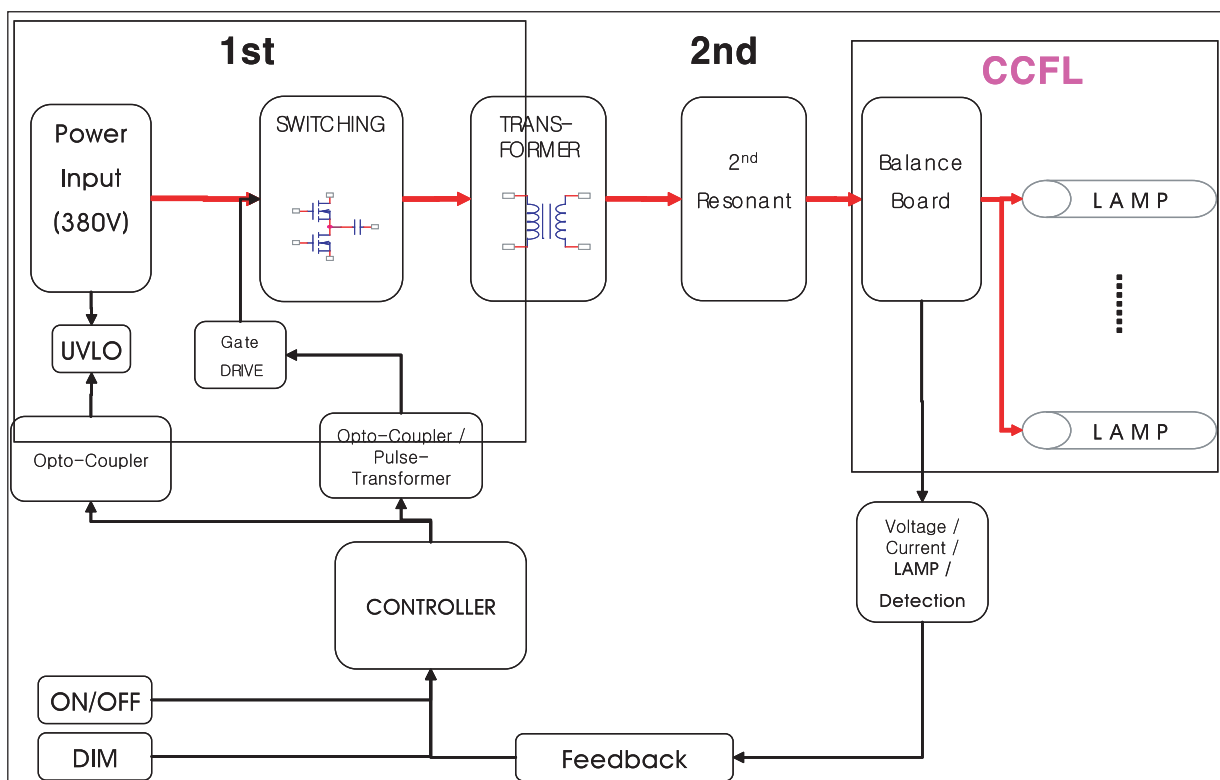 1st
2nd
CCFL
Power
Input
(380V)
SWITCHING
TRANS-
FORMER
2nd
Resonant
Balance
Board
LAMP
LAMP
UVLO
Gate
DRIVE
Opto-Coupler
Opto-Coupler /
Pulse-
Transformer
Voltage /
Current /
LAMP /
Detection
CONTROLLER
ON/OFF
DIM
Feedback